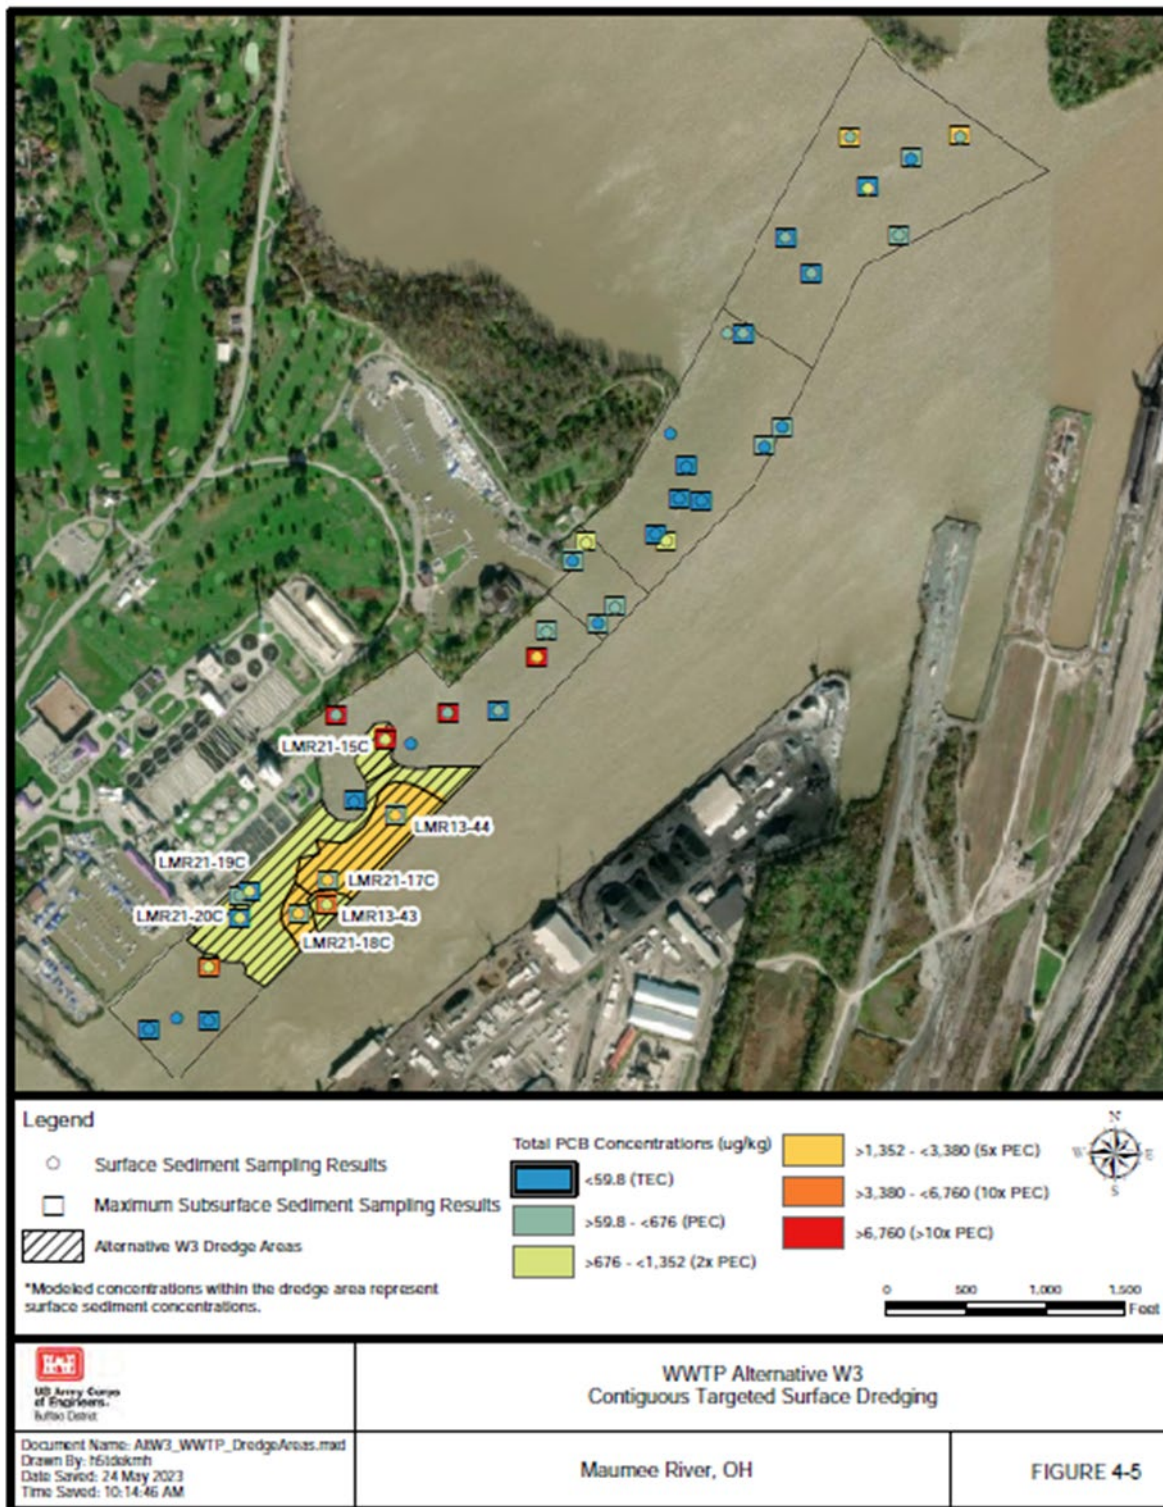 LMR21-15C
LMR13-44
LMR21-19C
LMR21-17C
LMR21-20C
LMR13-43
LMR21-18C
Legend
Surface Sediment Sampling Results
Maximum Subsurface Sediment Sampling Results
Alternative W3 Dredge Areas
*Modeled concentrations within the dredge area represent
surface sediment concentrations.
Total PCB Concentrations (ug/kg)
<59.8 (TEC)
>59.8 - <676 (PEC)
>676 - <1,352 (2x PEC)
>1,352 - <3,380 (5x PEC)
>3,380 - <6,760 (10x PEC)
>6,760 (>10x PEC)
N
W E
S
0 500 1,000 1,500
Feet
US Army Corps
of Engineers.
Buffalo District
WWTP Alternative W3
Contiguous Targeted Surface Dredging
Document Name: AltW3_WWTP_DredgeAreas.mxd
Drawn By:
Date Saved: 24 May 2023
Time Saved: 10:14:46 AM
Maumee River, OH
FIGURE 4-5